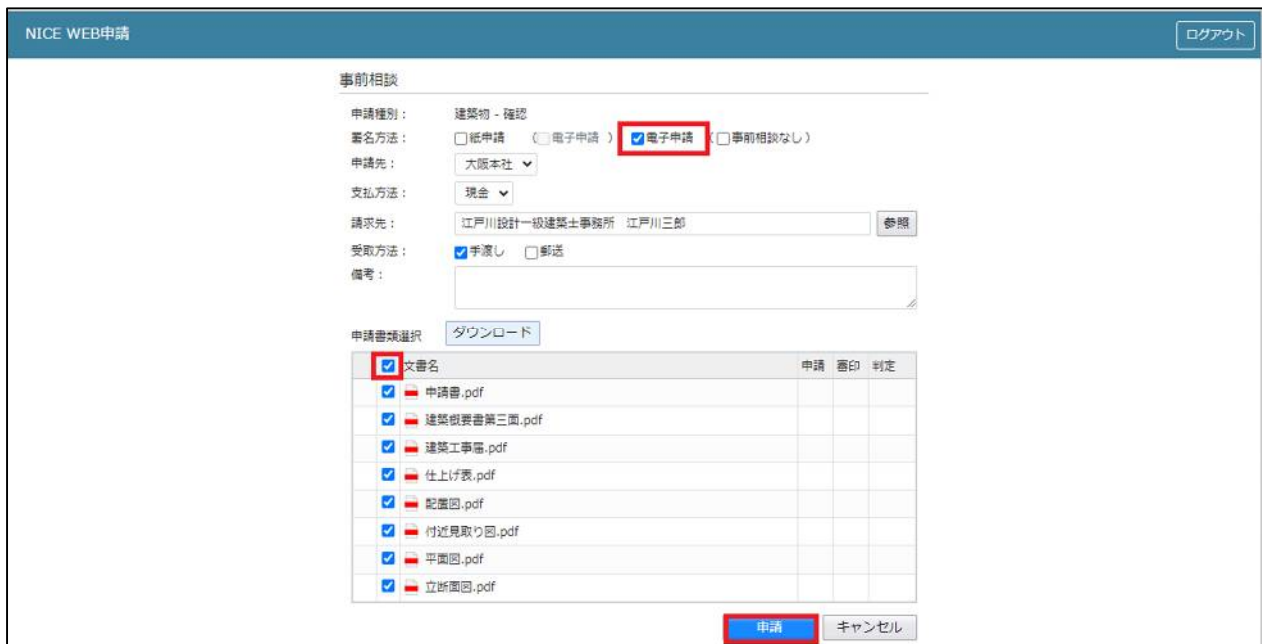 NICE WEB申請
ログアウト
事前相談
申請種別： 建築物 - 確認
署名方法： 紙申請 （ 電子申請 ） 電子申請 （ 事前相談なし ）
申請先： 大阪本社
支払方法： 現金
請求先： 江戸川設計一級建築士事務所 江戸川三郎 参照
受取方法： 手渡し 郵送
備考：
申請書類選択 ダウンロード
文書名 申請 審印 判定
申請書.pdf
建築概要書第三面.pdf
建築工事届.pdf
仕上げ表.pdf
配置図.pdf
付近見取り図.pdf
平面図.pdf
立断面図.pdf
申請 キャンセル